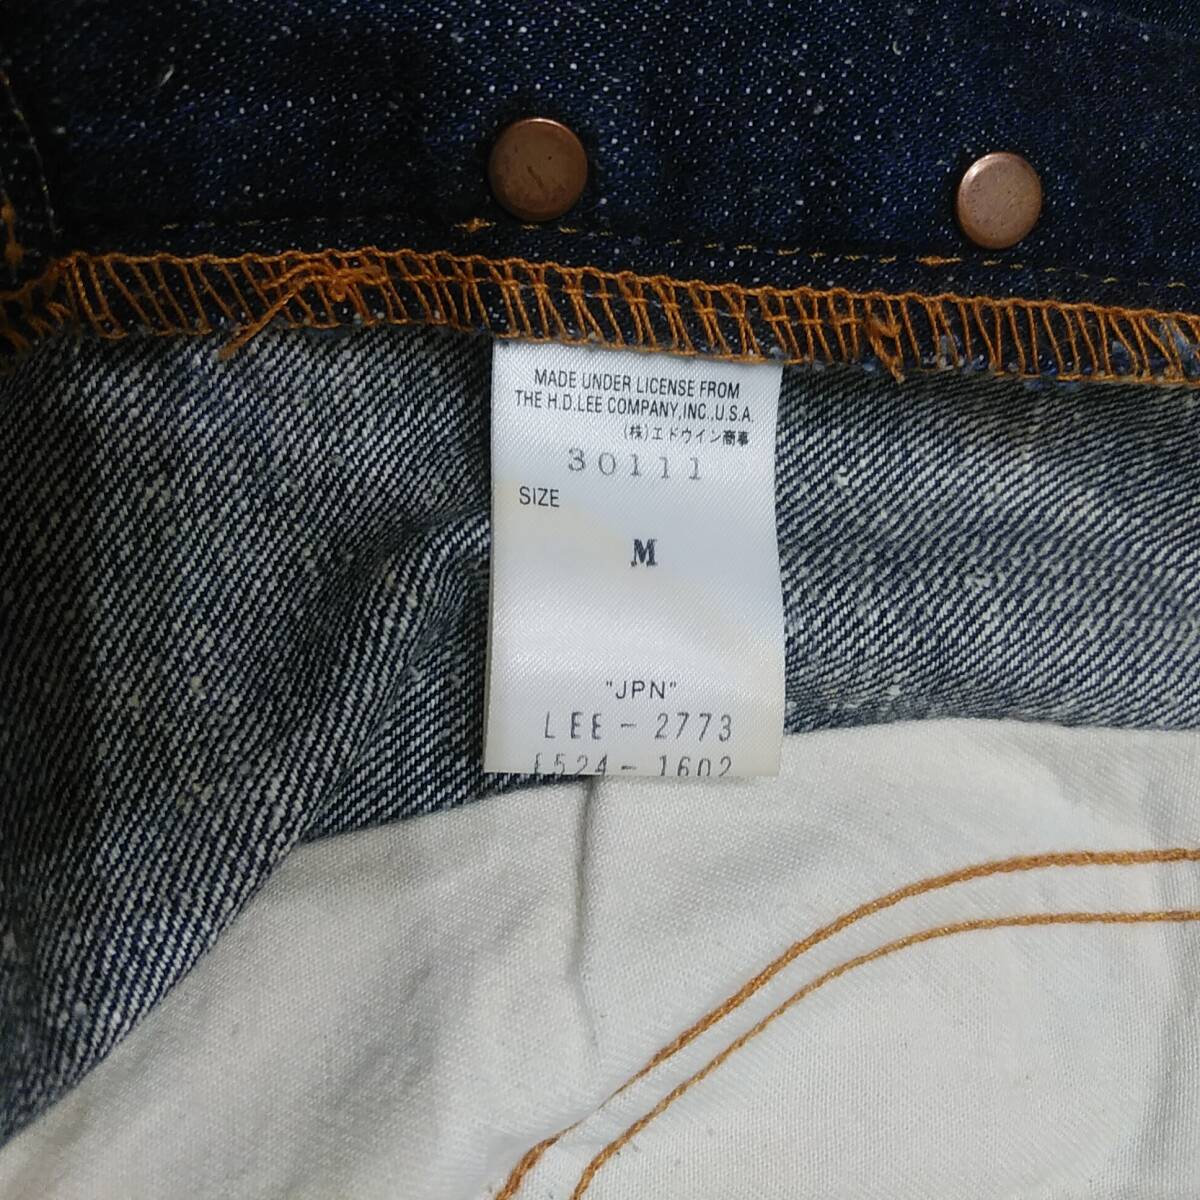 MADE UNDER LICENSE FROM
THE H.D.LEE COMPANY,INC.,U.S.A.
(株)エドウイン商事
30111
SIZE
M
"JPN"
LEE-2773
1602